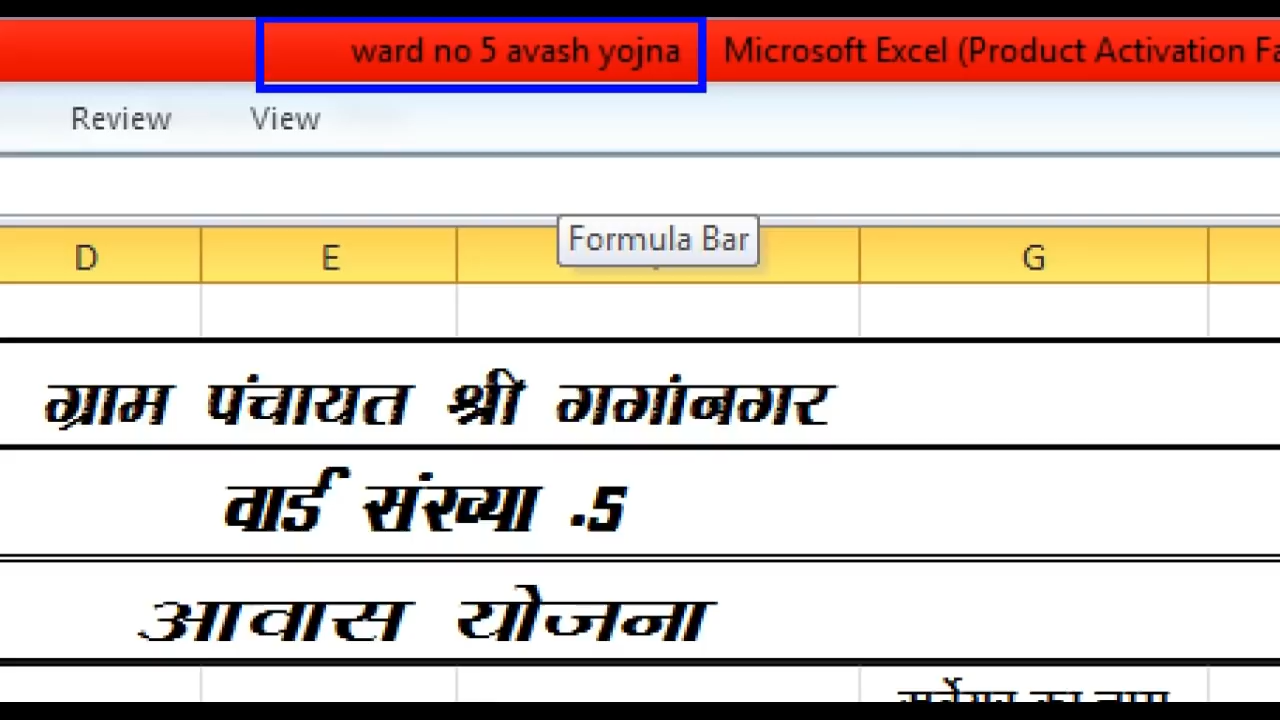 ward no 5 avash yojna Microsoft Excel (Product Activation Fa
Review View
Formula Bar
D E G
ग्राम पंचायत श्री गगांनगर
वार्ड संख्या .5
आवास योजना